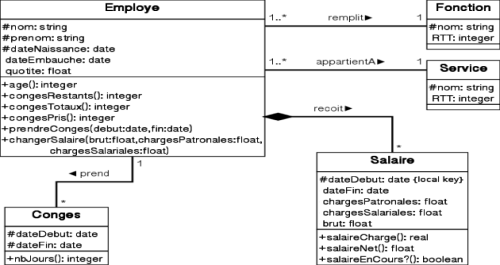 Employe
#nom: string
#prenom: string
#dateNaissance: date
dateEmbauche: date
quotite: float
+age(): integer
+congesRestants(): integer
+congesTotaux(): integer
+congesPris(): integer
+prendreConges(debut:date,fin:date)
+changerSalaire(brut:float,chargesPatronales:float,
chargesSalariales:float)
1..* remplit► 1
Fonction
#nom: string
RTT: integer
1..* appartientA► 1
Service
#nom: string
RTT: integer
recoit►
*
1
◄ prend
*
Conges
#dateDebut: date
#dateFin: date
+nbJours(): integer
Salaire
#dateDebut: date {local key}
dateFin: date
chargesPatronales: float
chargesSalariales: float
brut: float
+salaireCharge(): real
+salaireNet(): float
+salaireEnCours?(): boolean